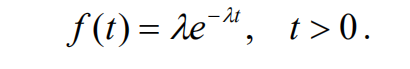 f(t) = λe^{-λt},  t > 0.